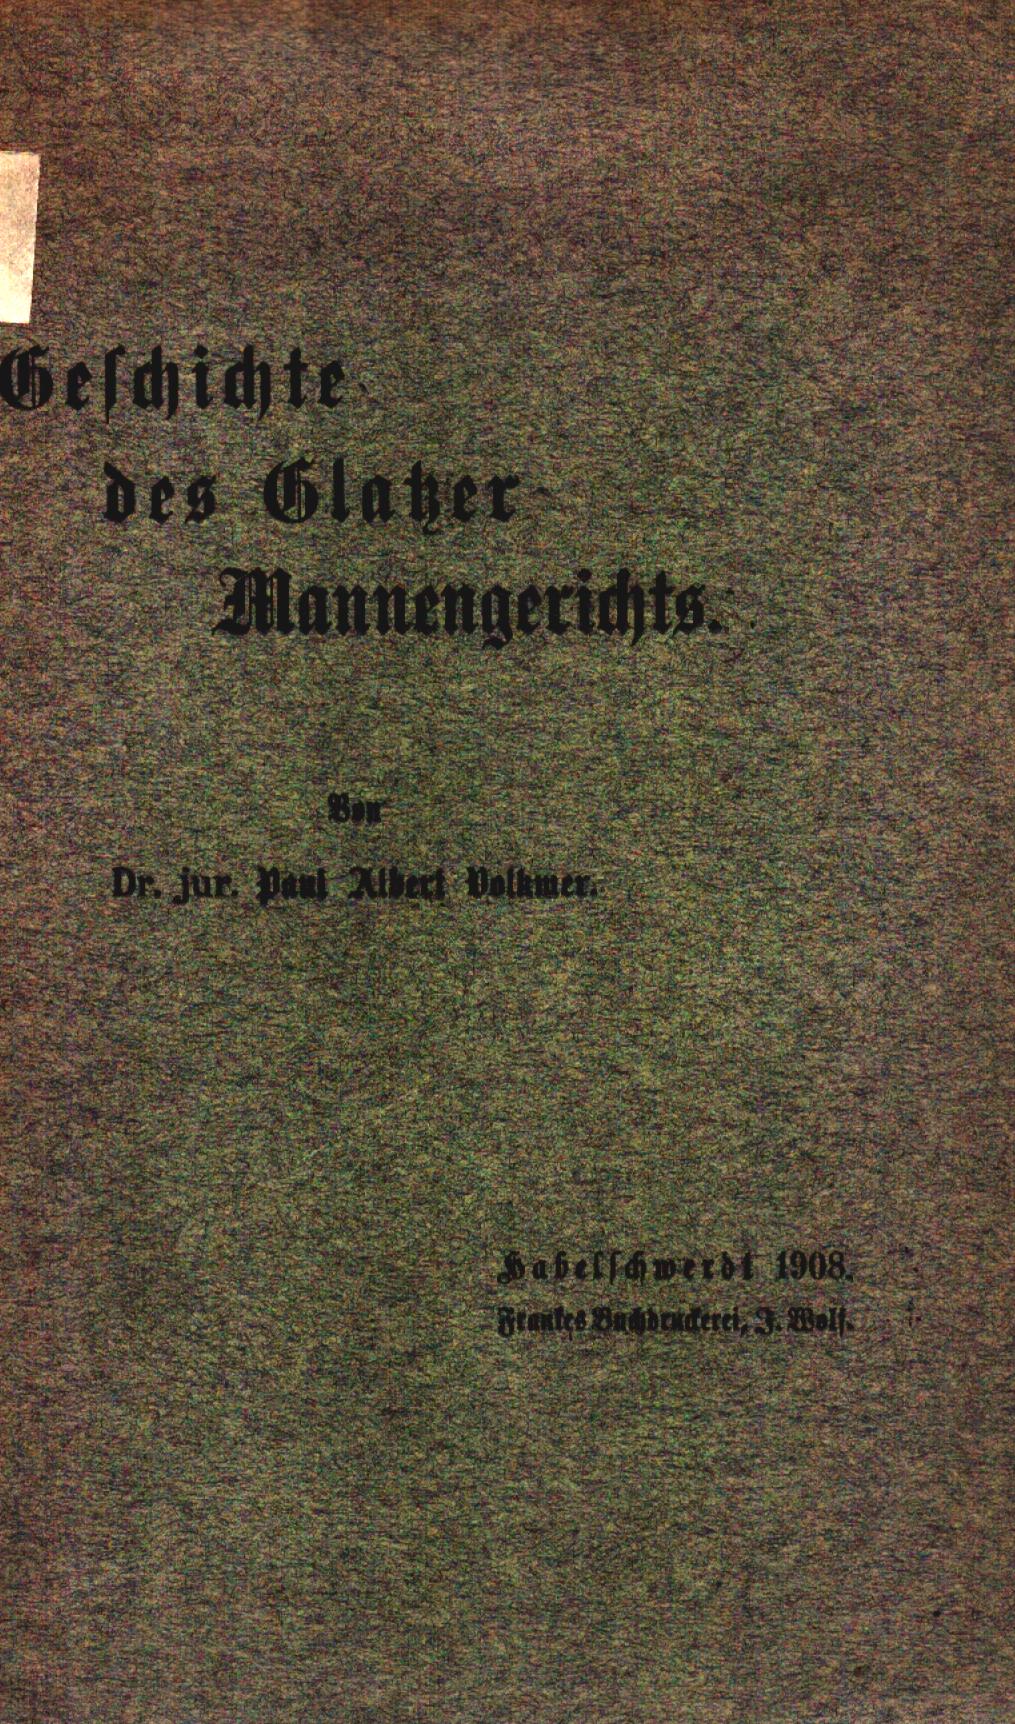 Geſchichte
des Glatzer
Mannengerichts.
Von
Dr. jur. Paul Albert Volkmer.
Habelſchwerdt 1908.
Frankes Buchdruckerei, J. Wolf.